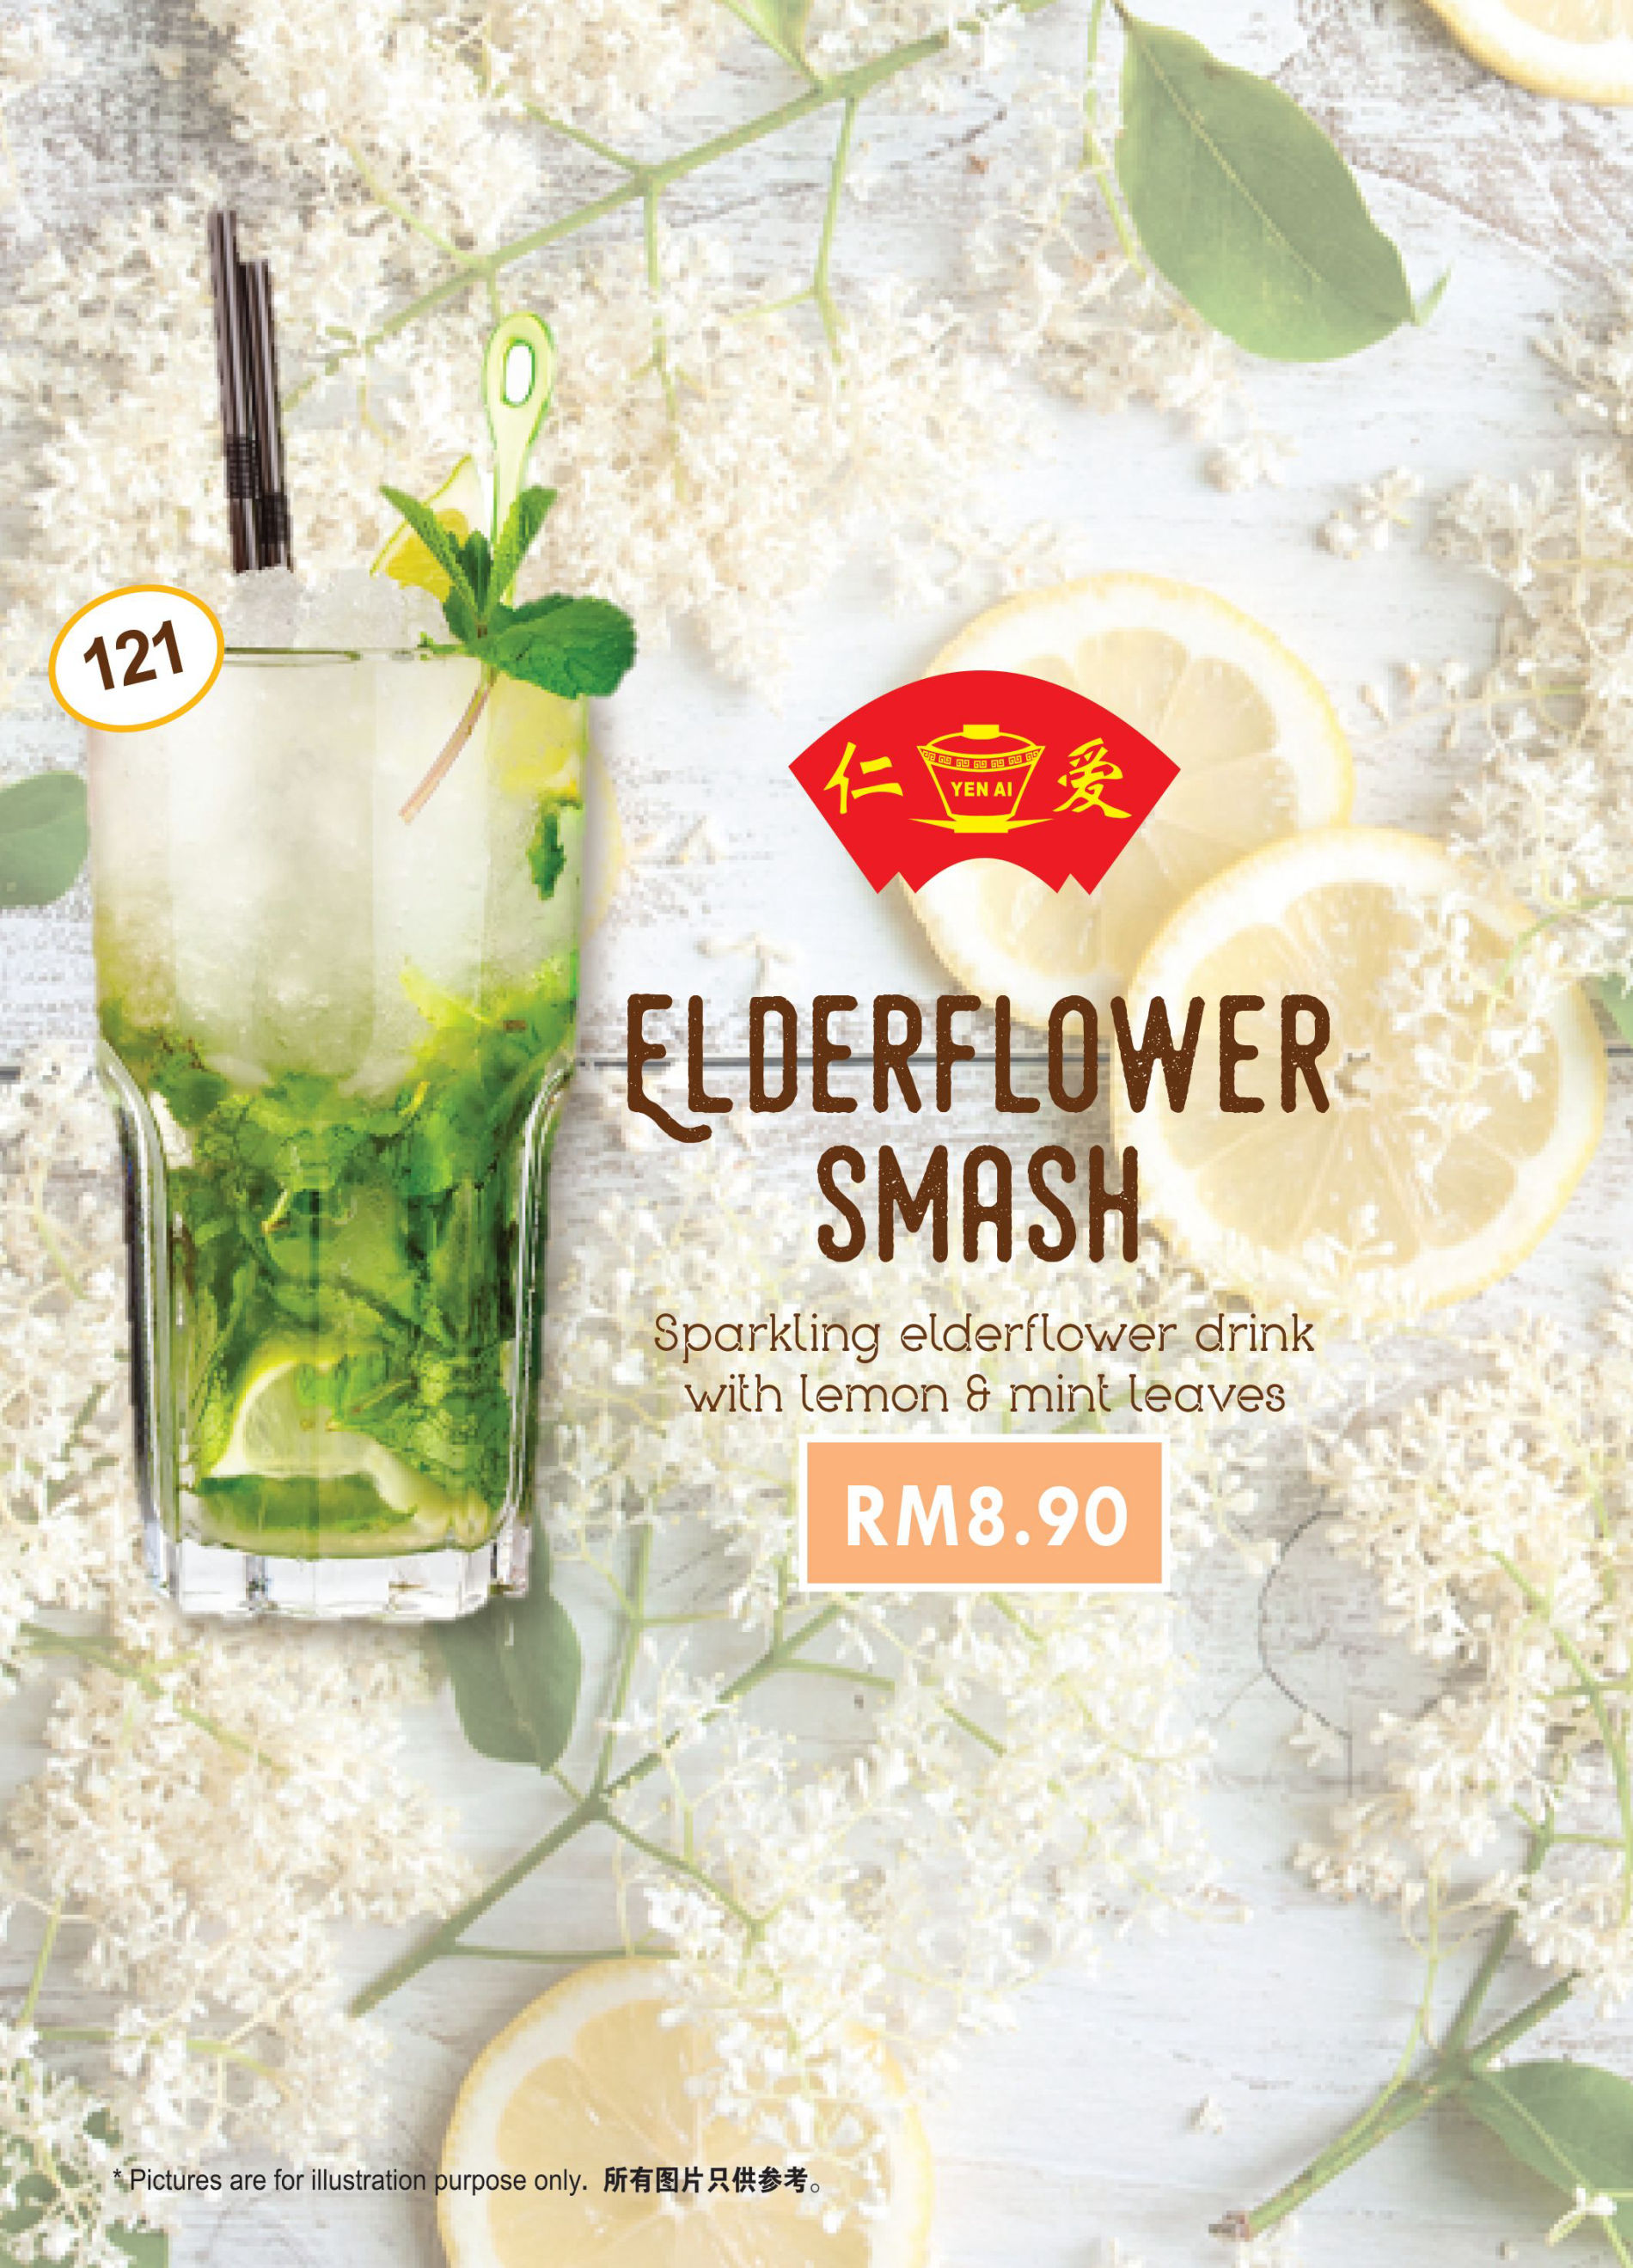 121
仁 YEN AI 爱
ELDERFLOWER
SMASH
Sparkling elderflower drink
with lemon & mint leaves
RM8.90
* Pictures are for illustration purpose only. 所有图片只供参考。